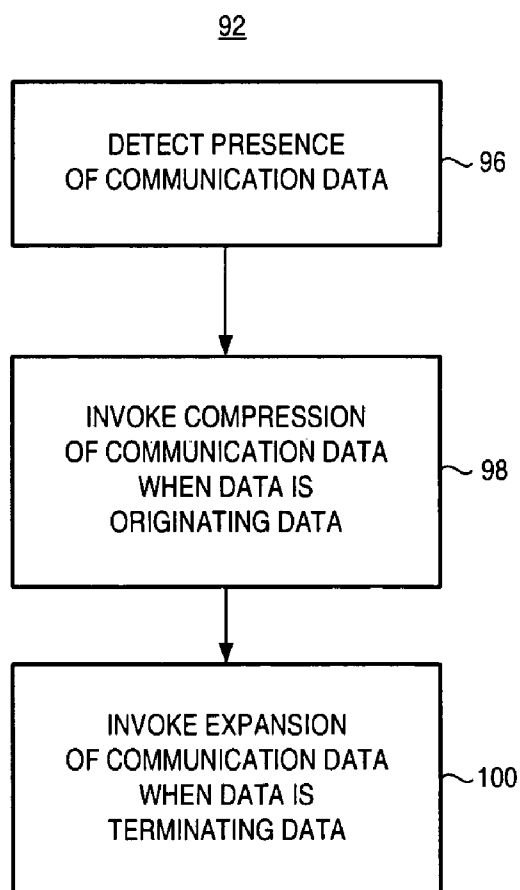 92
DETECT PRESENCE
OF COMMUNICATION DATA
96
INVOKE COMPRESSION
OF COMMUNICATION DATA
WHEN DATA IS
ORIGINATING DATA
98
INVOKE EXPANSION
OF COMMUNICATION DATA
WHEN DATA IS
TERMINATING DATA
100